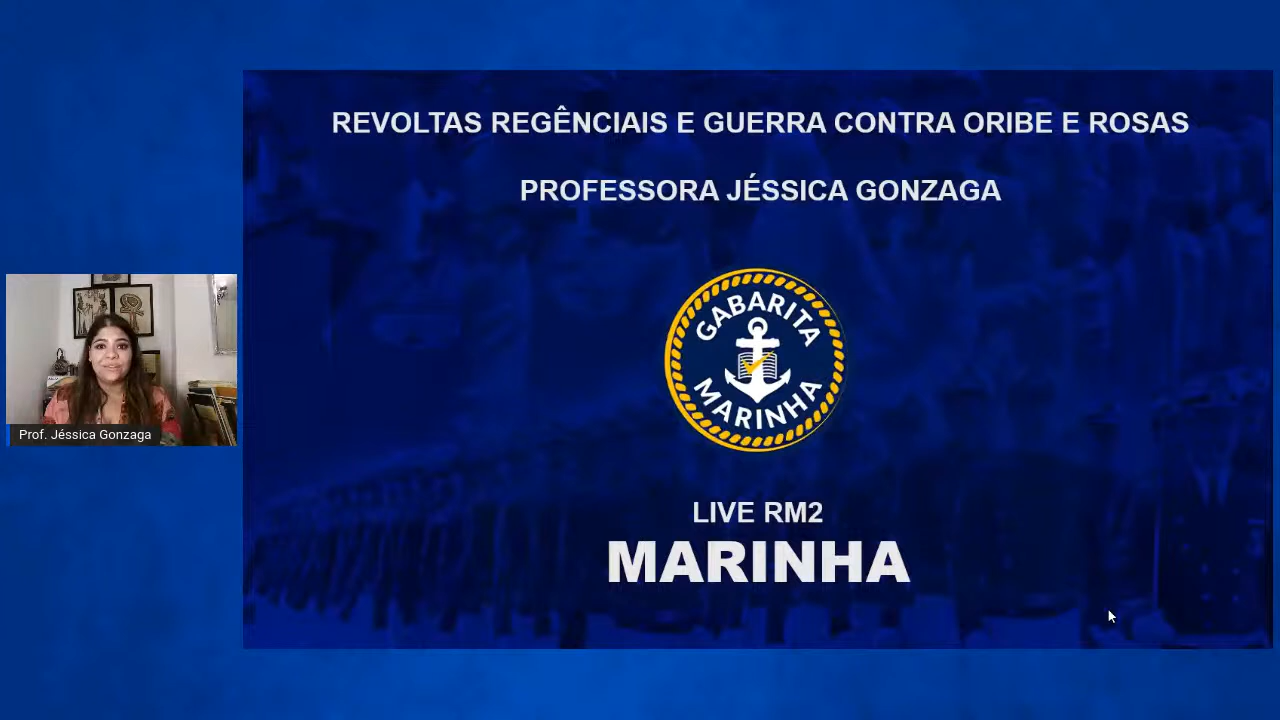 REVOLTAS REGÊNCIAIS E GUERRA CONTRA ORIBE E ROSAS
PROFESSORA JÉSSICA GONZAGA
GABARITA
MARINHA
Prof. Jéssica Gonzaga
LIVE RM2
MARINHA